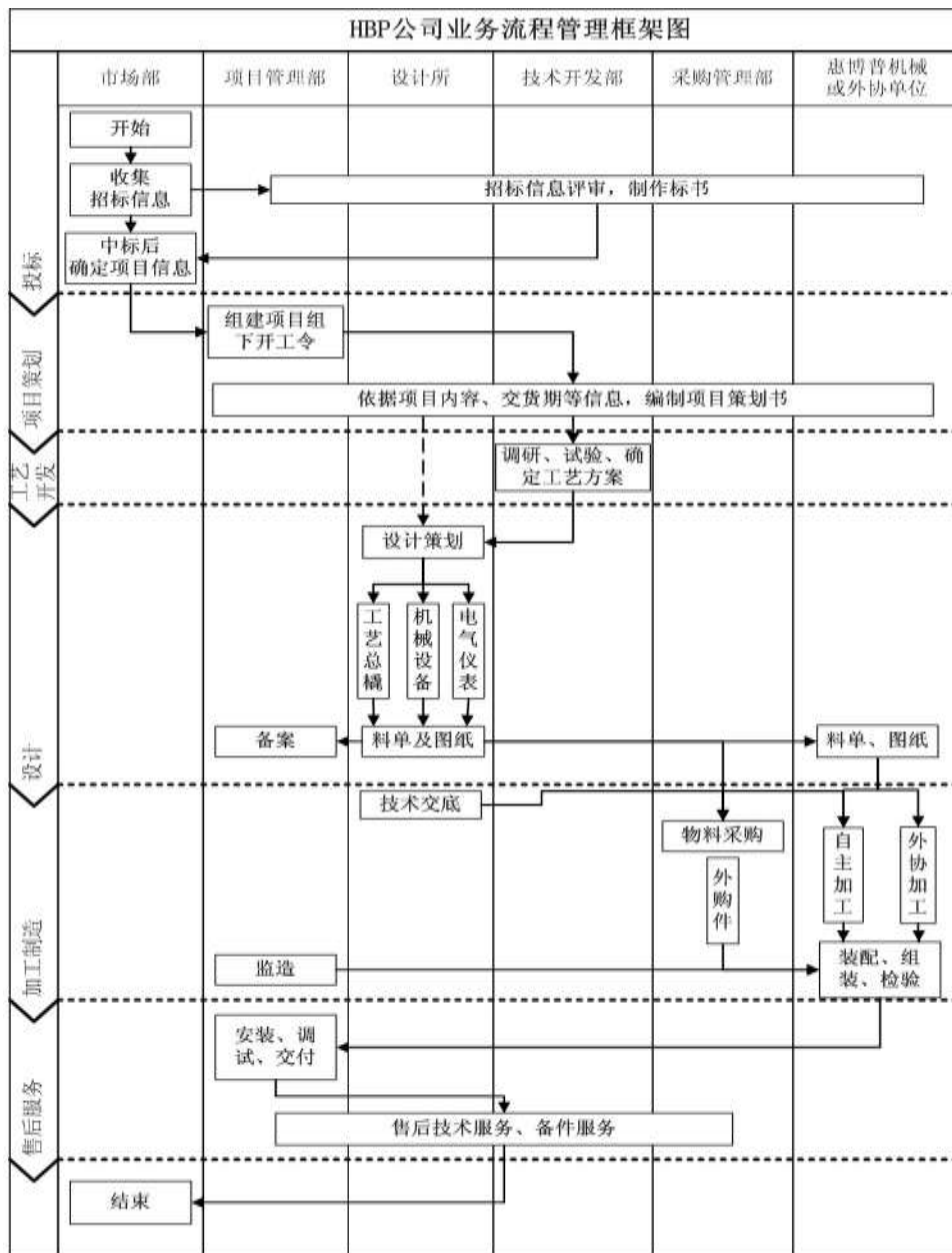 HBP公司业务流程管理框架图
市场部
项目管理部
设计所
技术开发部
采购管理部
惠博普机械
或外协单位
投标
开始
收集
招标信息
招标信息评审，制作标书
中标后
确定项目信息
项目策划
组建项目组
下开工令
依据项目内容、交货期等信息，编制项目策划书
工艺
开发
调研、试验、确
定工艺方案
设计
设计策划
工艺总橇
机械设备
电气仪表
备案
料单及图纸
料单、图纸
加工制造
技术交底
物料采购
外购件
自主加工
外协加工
监造
装配、组
装、检验
售后服务
安装、调
试、交付
售后技术服务、备件服务
结束